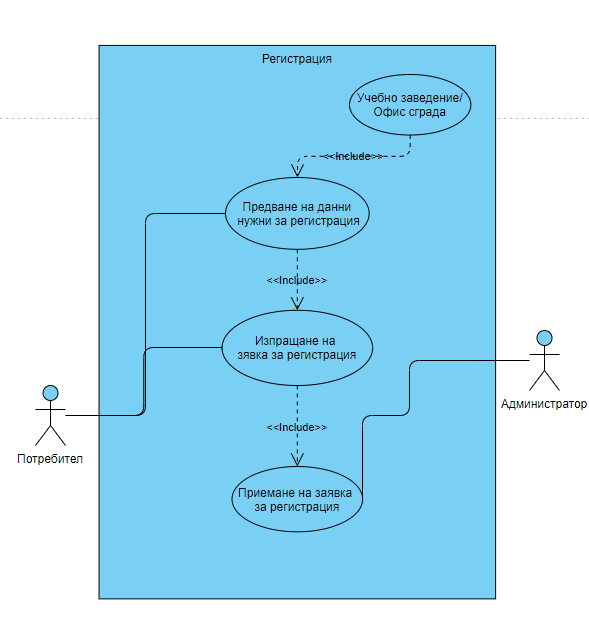 Регистрация
Учебно заведение/
Офис сграда
<<Include>>
Предване на данни
нужни за регистрация
<<Include>>
Изпращане на
зявка за регистрация
Администратор
<<Include>>
Потребител
Приемане на заявка
за регистрация